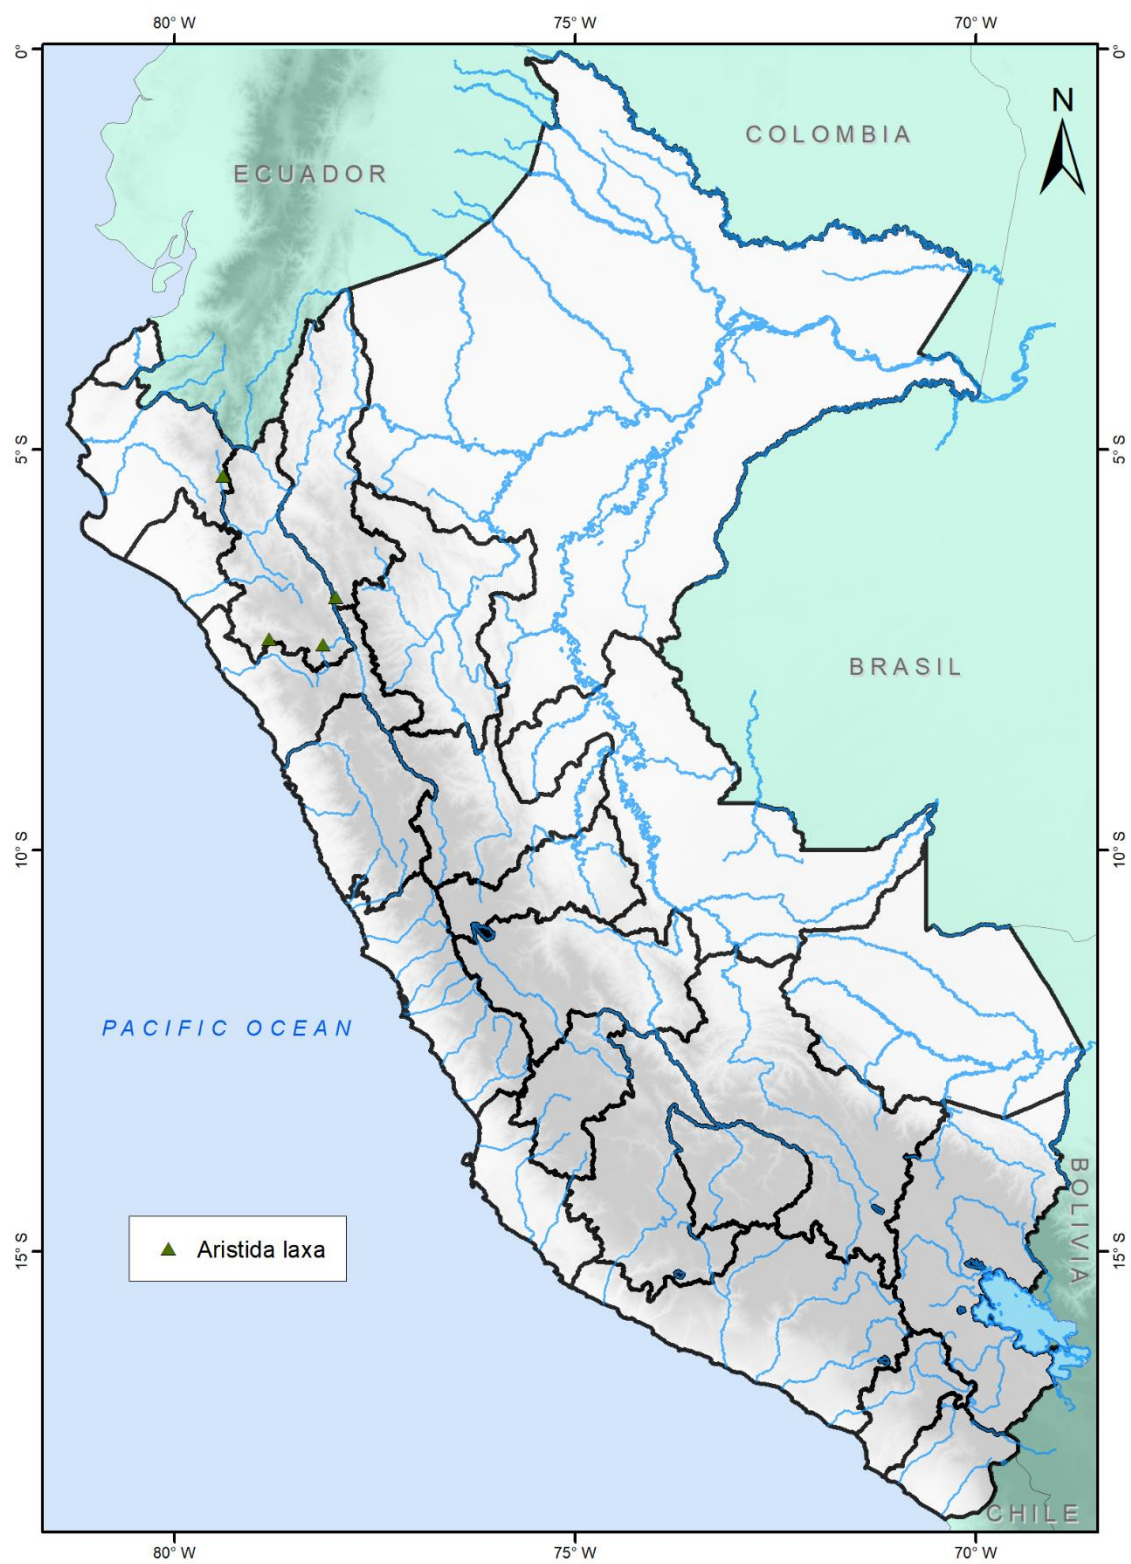 80° W 75° W 70° W
0° 0°
N
COLOMBIA
ECUADOR
5° S 5° S
BRASIL
10° S 10° S
PACIFIC OCEAN
BOLIVIA
Aristida laxa
15° S 15° S
CHILE
80° W 75° W 70° W